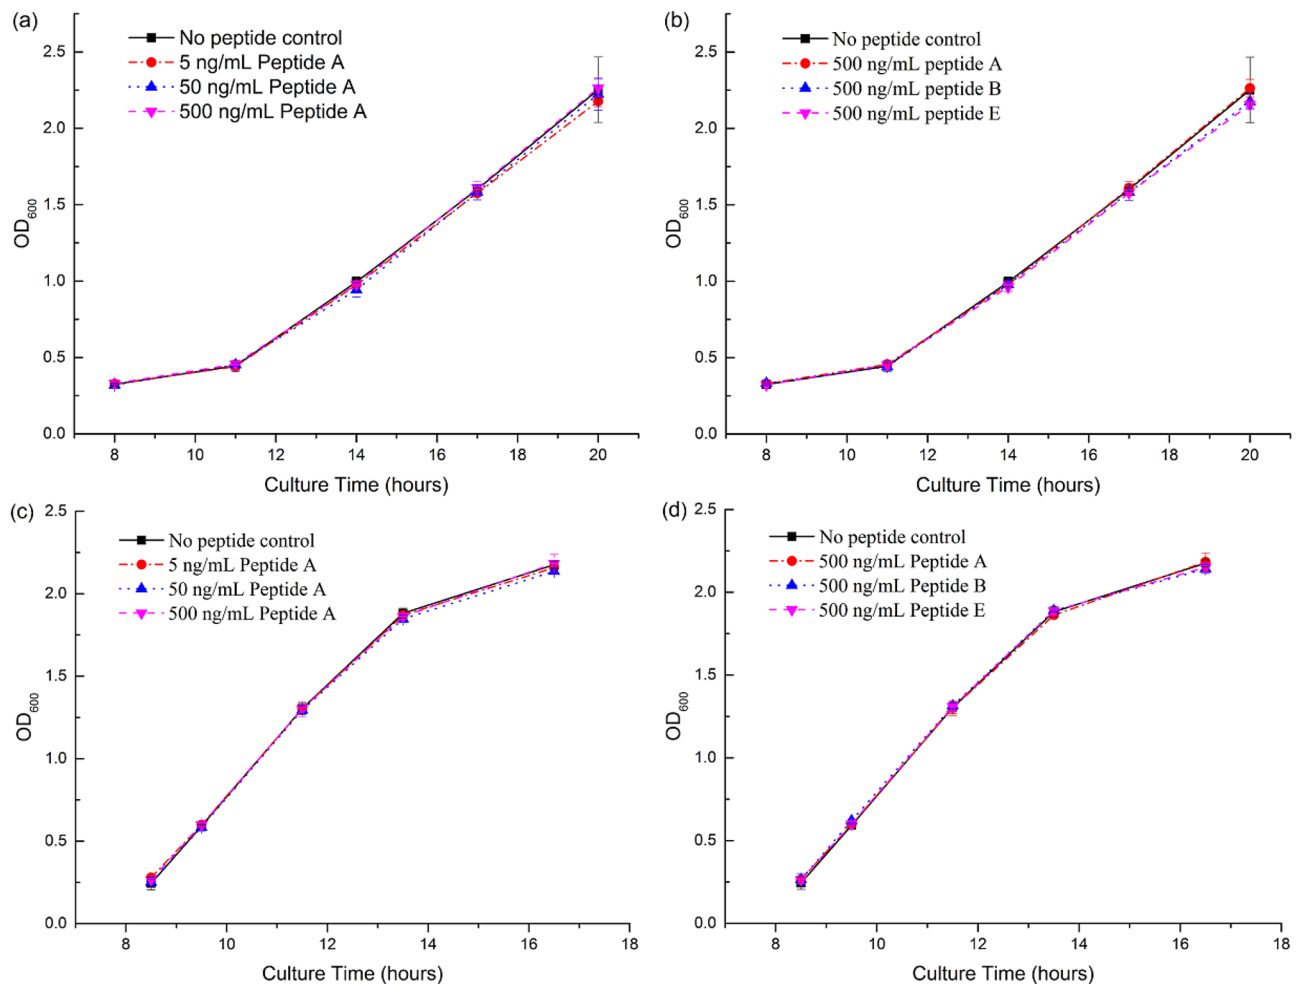 (a)
No peptide control
5 ng/mL Peptide A
50 ng/mL Peptide A
500 ng/mL Peptide A
2.5
2.0
1.5
1.0
0.5
0.0
OD600
8 10 12 14 16 18 20
Culture Time (hours)
(b)
No peptide control
500 ng/mL peptide A
500 ng/mL peptide B
500 ng/mL peptide E
2.5
2.0
1.5
1.0
0.5
0.0
OD600
8 10 12 14 16 18 20
Culture Time (hours)
(c)
No peptide control
5 ng/mL Peptide A
50 ng/mL Peptide A
500 ng/mL Peptide A
2.5
2.0
1.5
1.0
0.5
0.0
OD600
8 10 12 14 16 18
Culture Time (hours)
(d)
No peptide control
500 ng/mL Peptide A
500 ng/mL Peptide B
500 ng/mL Peptide E
2.5
2.0
1.5
1.0
0.5
0.0
OD600
8 10 12 14 16 18
Culture Time (hours)